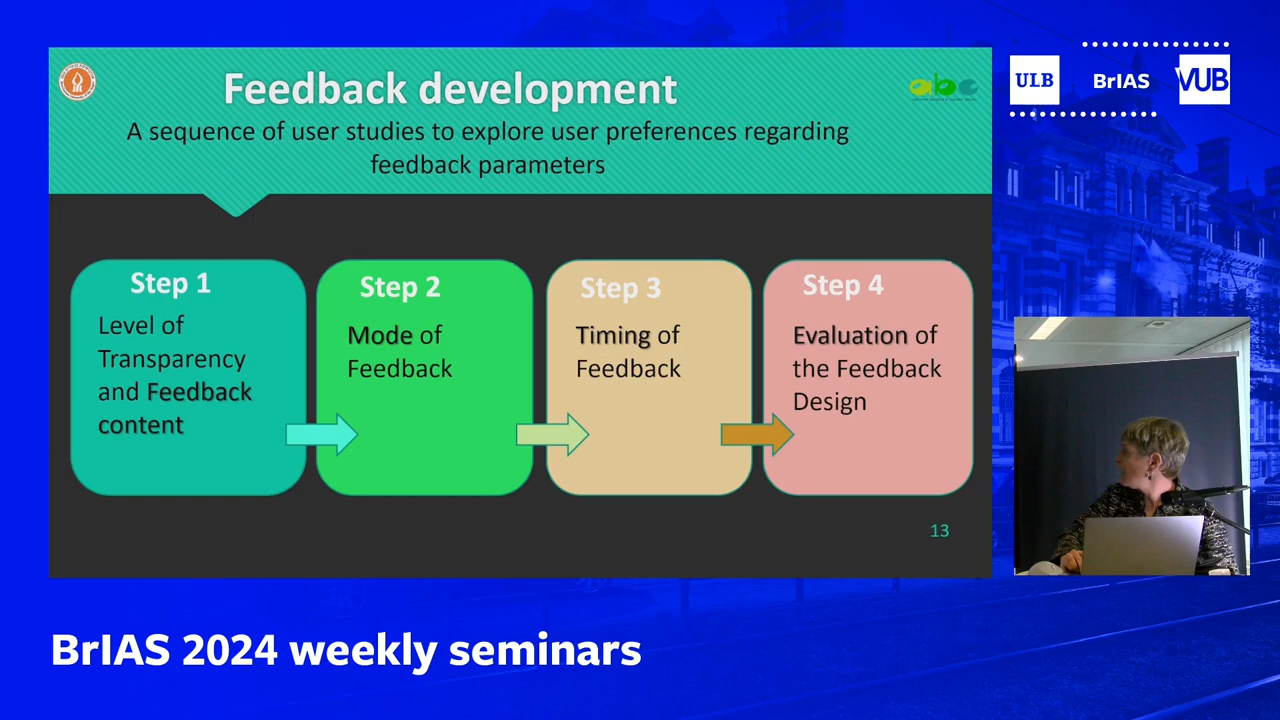 Feedback development
A sequence of user studies to explore user preferences regarding
feedback parameters
abc
ULB
BrIAS
VUB
Step 1
Level of
Transparency
and Feedback
content
Step 2
Mode of
Feedback
Step 3
Timing of
Feedback
Step 4
Evaluation of
the Feedback
Design
13
BrIAS 2024 weekly seminars